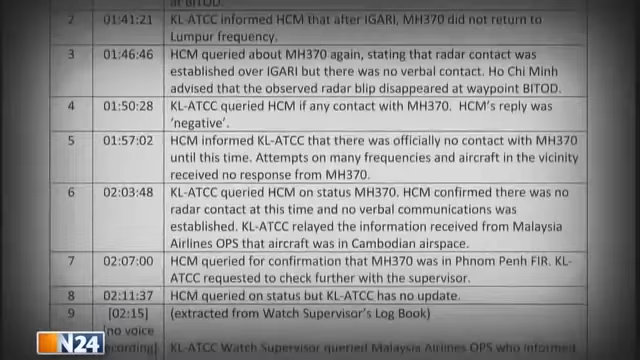 at BITOD.
2 01:41:21 KL-ATCC informed HCM that after IGARI, MH370 did not return to
Lumpur frequency.
3 01:46:46 HCM queried about MH370 again, stating that radar contact was
established over IGARI but there was no verbal contact. Ho Chi Minh
advised that the observed radar blip disappeared at waypoint BITOD.
4 01:50:28 KL-ATCC queried HCM if any contact with MH370. HCM's reply was
'negative'.
5 01:57:02 HCM informed KL-ATCC that there was officially no contact with MH370
until this time. Attempts on many frequencies and aircraft in the vicinity
received no response from MH370.
6 02:03:48 KL-ATCC queried HCM on status MH370. HCM confirmed there was no
radar contact at this time and no verbal communications was
established. KL-ATCC relayed the information received from Malaysia
Airlines OPS that aircraft was in Cambodian airspace.
7 02:07:00 HCM queried for confirmation that MH370 was in Phnom Penh FIR. KL-
ATCC requested to check further with the supervisor.
8 02:11:37 HCM queried on status but KL-ATCC has no update.
9 [02:15] (extracted from Watch Supervisor's Log Book)
[no voice
recording] KL-ATCC Watch Supervisor queried Malaysia Airlines OPS who informed
N24